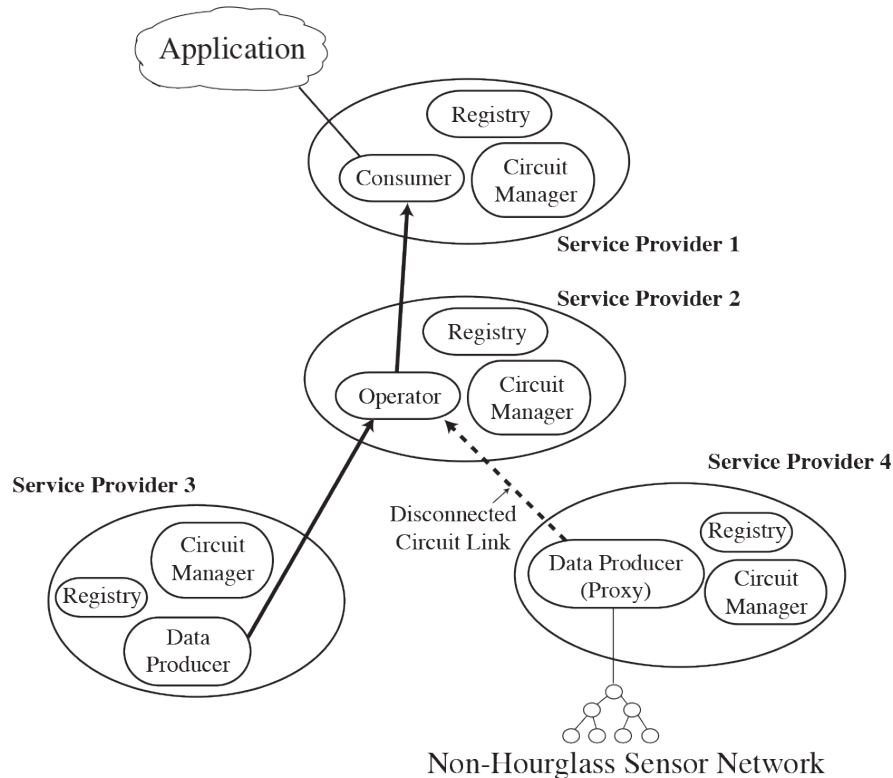 Application
Registry
Consumer
Circuit
Manager
Service Provider 1
Service Provider 2
Registry
Circuit
Manager
Operator
Service Provider 3
Service Provider 4
Disconnected
Circuit Link
Circuit
Manager
Registry
Data
Producer
Registry
Data Producer
(Proxy)
Circuit
Manager
Non-Hourglass Sensor Network